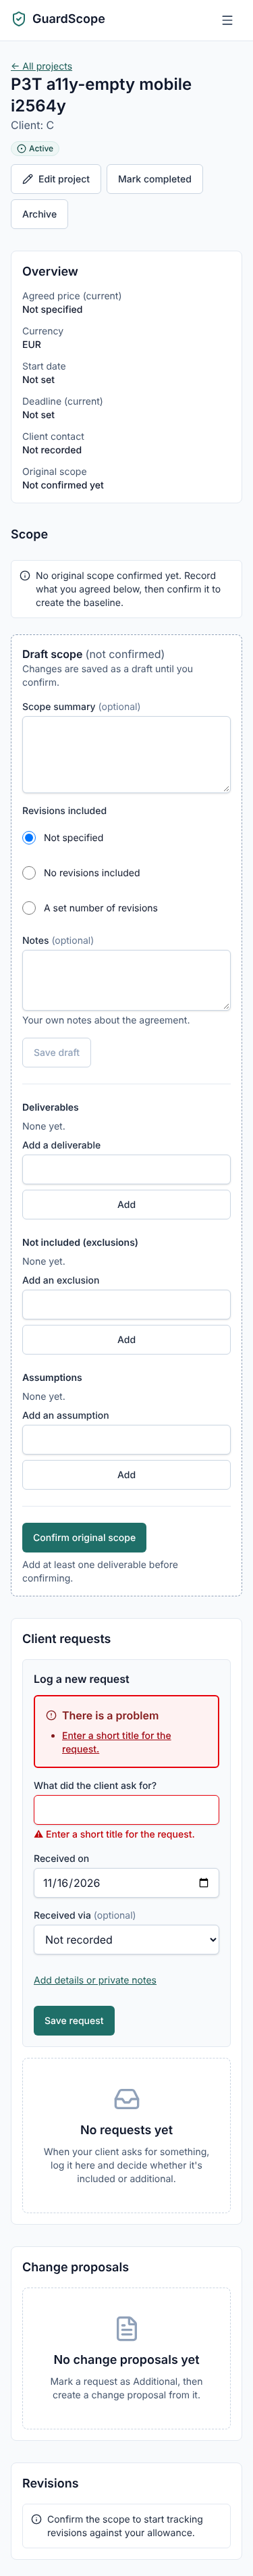 GuardScope
← All projects
P3T a11y-empty mobile
i2564y
Client: C
Active
Edit project
Mark completed
Archive
Overview
Agreed price (current)
Not specified
Currency
EUR
Start date
Not set
Deadline (current)
Not set
Client contact
Not recorded
Original scope
Not confirmed yet
Scope
No original scope confirmed yet. Record
what you agreed below, then confirm it to
create the baseline.
Draft scope (not confirmed)
Changes are saved as a draft until you
confirm.
Scope summary (optional)
Revisions included
Not specified
No revisions included
A set number of revisions
Notes (optional)
Your own notes about the agreement.
Save draft
Deliverables
None yet.
Add a deliverable
Add
Not included (exclusions)
None yet.
Add an exclusion
Add
Assumptions
None yet.
Add an assumption
Add
Confirm original scope
Add at least one deliverable before
confirming.
Client requests
Log a new request
There is a problem
• Enter a short title for the
request.
What did the client ask for?
Enter a short title for the request.
Received on
11/16/2026
Received via (optional)
Not recorded
Add details or private notes
Save request
No requests yet
When your client asks for something,
log it here and decide whether it's
included or additional.
Change proposals
No change proposals yet
Mark a request as Additional, then
create a change proposal from it.
Revisions
Confirm the scope to start tracking
revisions against your allowance.